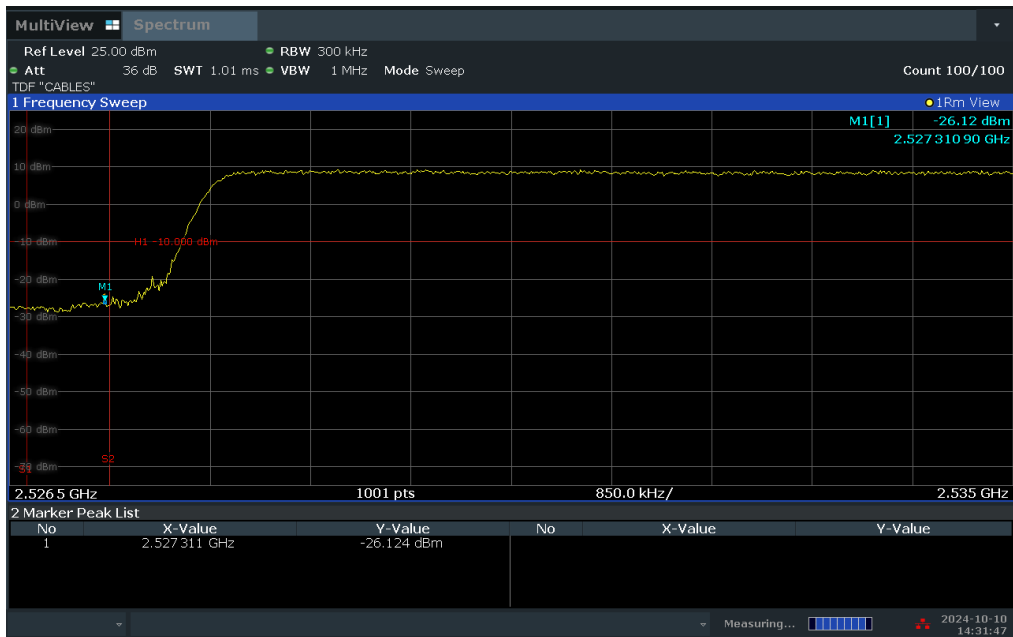 MultiView Spectrum
Ref Level 25.00 dBm RBW 300 kHz
Att 36 dB SWT 1.01 ms VBW 1 MHz Mode Sweep Count 100/100
TDF "CABLES"
1 Frequency Sweep 1Rm View
M1[1] -26.12 dBm
2.527 310 90 GHz
20 dBm
10 dBm
0 dBm
-10 dBm
H1 -10.000 dBm
-20 dBm
M1
-30 dBm
-40 dBm
-50 dBm
-60 dBm
S2
-70 dBm
S1
2.526 5 GHz 1001 pts 850.0 kHz/ 2.535 GHz
2 Marker Peak List
No X-Value Y-Value No X-Value Y-Value
1 2.527 311 GHz -26.124 dBm
Measuring... 2024-10-10
14:31:47